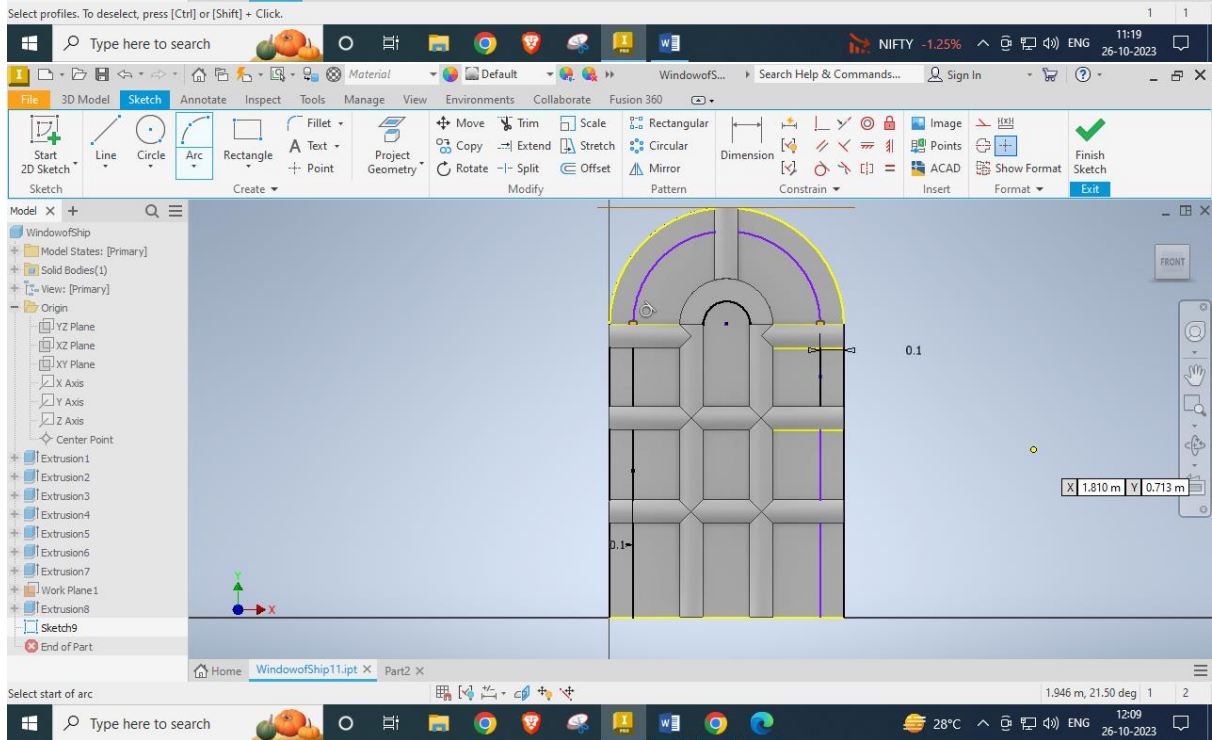 Select profiles. To deselect, press [Ctrl] or [Shift] + Click. 1 1
Type here to search NIFTY -1.25% ENG 11:19
26-10-2023
Material Default WindowofS... Search Help & Commands... Sign In
File 3D Model Sketch Annotate Inspect Tools Manage View Environments Collaborate Fusion 360
Start 2D Sketch Line Circle Arc Rectangle Fillet Text Point Project Geometry Move Copy Rotate Trim Extend Split Scale Stretch Offset Rectangular Circular Mirror Dimension Image Points ACAD Show Format Finish Sketch
Sketch Create Modify Pattern Constrain Insert Format Exit
Model × +
WindowofShip
Model States: [Primary]
Solid Bodies(1)
View: [Primary]
Origin
YZ Plane
XZ Plane
XY Plane
X Axis
Y Axis
Z Axis
Center Point
Extrusion1
Extrusion2
Extrusion3
Extrusion4
Extrusion5
Extrusion6
Extrusion7
Work Plane1
Extrusion8
Sketch9
End of Part
FRONT
0.1
X 1.810 m Y 0.713 m
0.1
Y
X
Home WindowofShip11.ipt × Part2 ×
Select start of arc 1.946 m, 21.50 deg 1 2
Type here to search 28°C ENG 12:09
26-10-2023